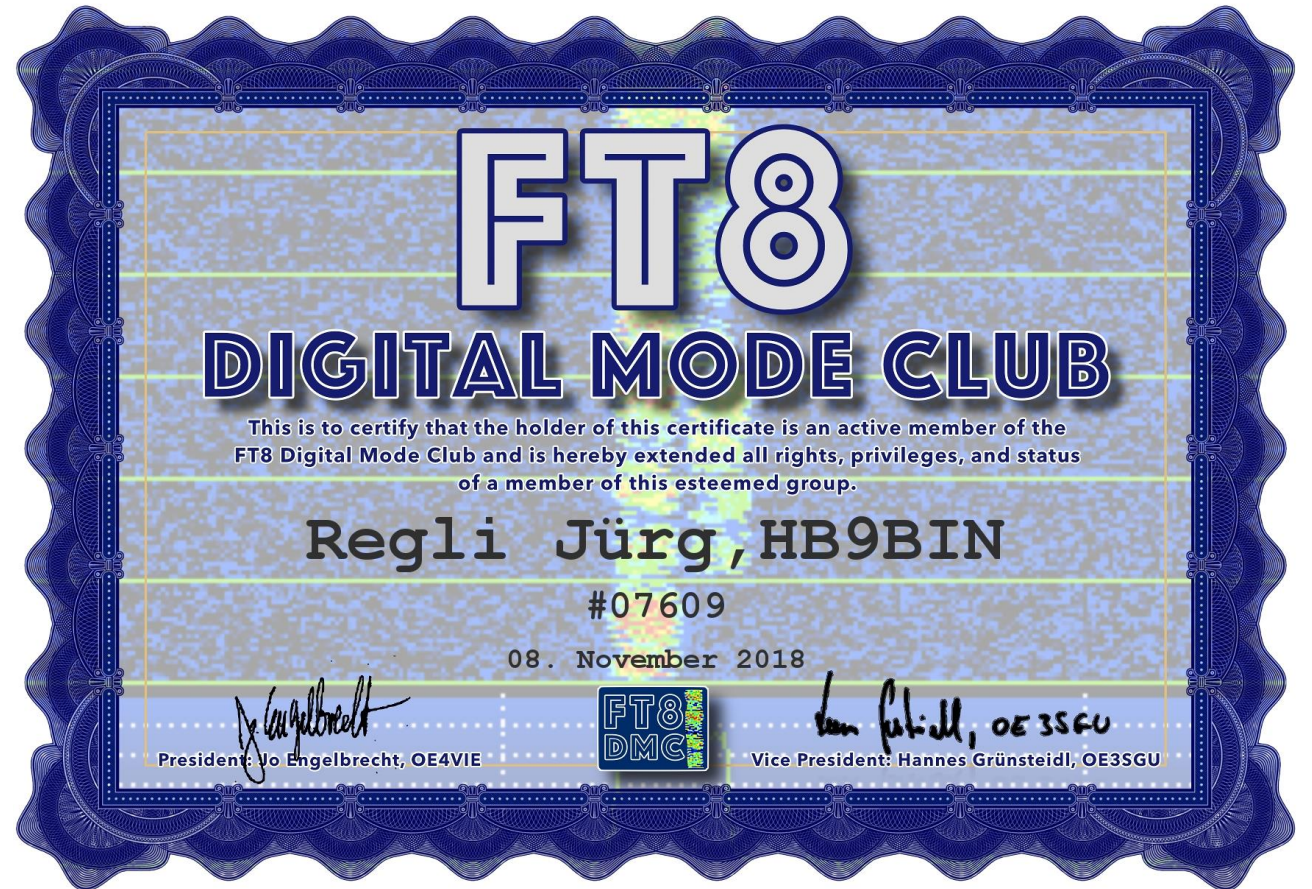 FT8
DIGITAL MODE CLUB
This is to certify that the holder of this certificate is an active member of the
FT8 Digital Mode Club and is hereby extended all rights, privileges, and status
of a member of this esteemed group.
Regli Jürg,HB9BIN
#07609
08. November 2018
J. Engelbrecht
OE3SGU
FT8
DMC
President: Jo Engelbrecht, OE4VIE
Vice President: Hannes Grünsteidl, OE3SGU